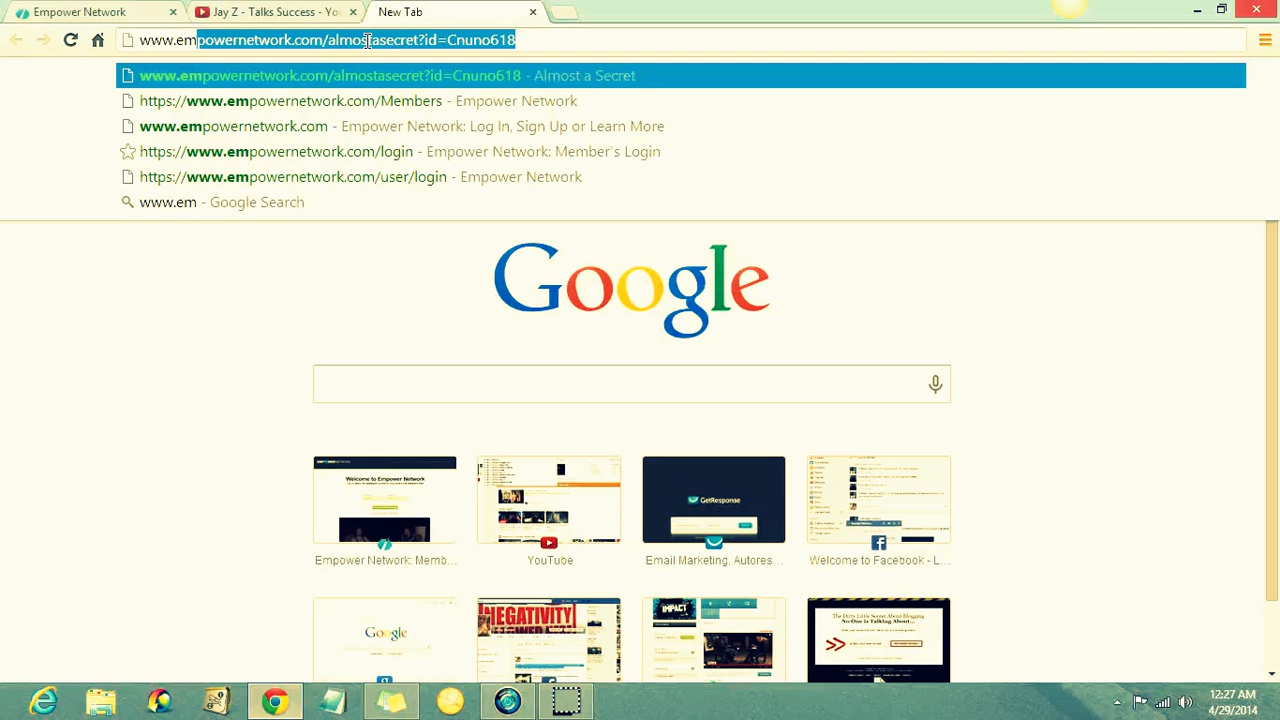 Empower Network
Jay Z - Talks Success - Yo
New Tab
www.empowernetwork.com/almostasecret?id=Cnuno618
www.empowernetwork.com/almostasecret?id=Cnuno618 - Almost a Secret
https://www.empowernetwork.com/Members - Empower Network
www.empowernetwork.com - Empower Network: Log In, Sign Up or Learn More
https://www.empowernetwork.com/login - Empower Network: Member`s Login
https://www.empowernetwork.com/user/login - Empower Network
www.em - Google Search
Google
Welcome to Empower Network
GetResponse
Empower Network: Memb...
YouTube
Email Marketing, Autores...
Welcome to Facebook - L...
Google
NEGATIVITY
IMPACT
The Dirty Little Secret About Blogging
No One is Talking About...
12:27 AM
4/29/2014